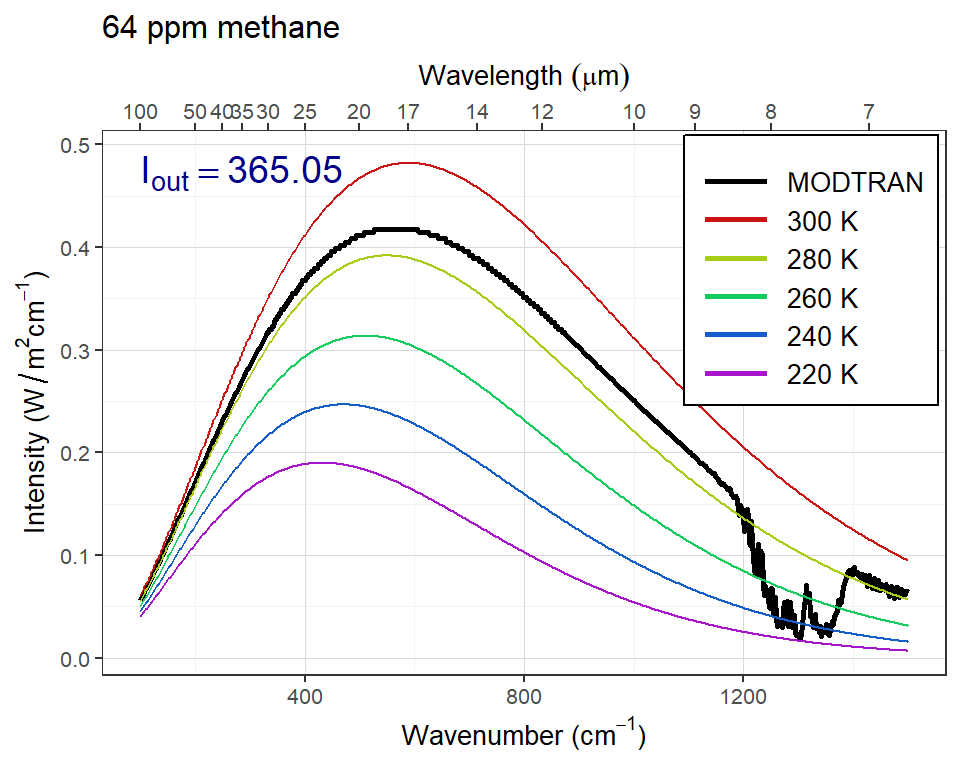 64 ppm methane
Wavelength (μm)
100 50 40 35 30 25 20 17 14 12 10 9 8 7
I_out = 365.05
MODTRAN
300 K
280 K
260 K
240 K
220 K
0.5
0.4
0.3
0.2
0.1
0.0
Intensity (W / m²cm⁻¹)
400 800 1200
Wavenumber (cm⁻¹)